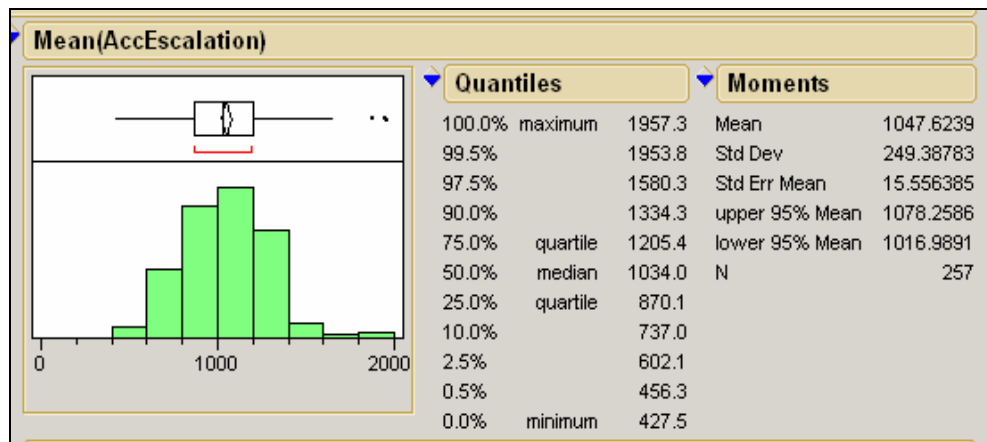 Mean(AccEscalation)
0 1000 2000
Quantiles
100.0% maximum 1957.3
99.5% 1953.8
97.5% 1580.3
90.0% 1334.3
75.0% quartile 1205.4
50.0% median 1034.0
25.0% quartile 870.1
10.0% 737.0
2.5% 602.1
0.5% 456.3
0.0% minimum 427.5
Moments
Mean 1047.6239
Std Dev 249.38783
Std Err Mean 15.556385
upper 95% Mean 1078.2586
lower 95% Mean 1016.9891
N 257